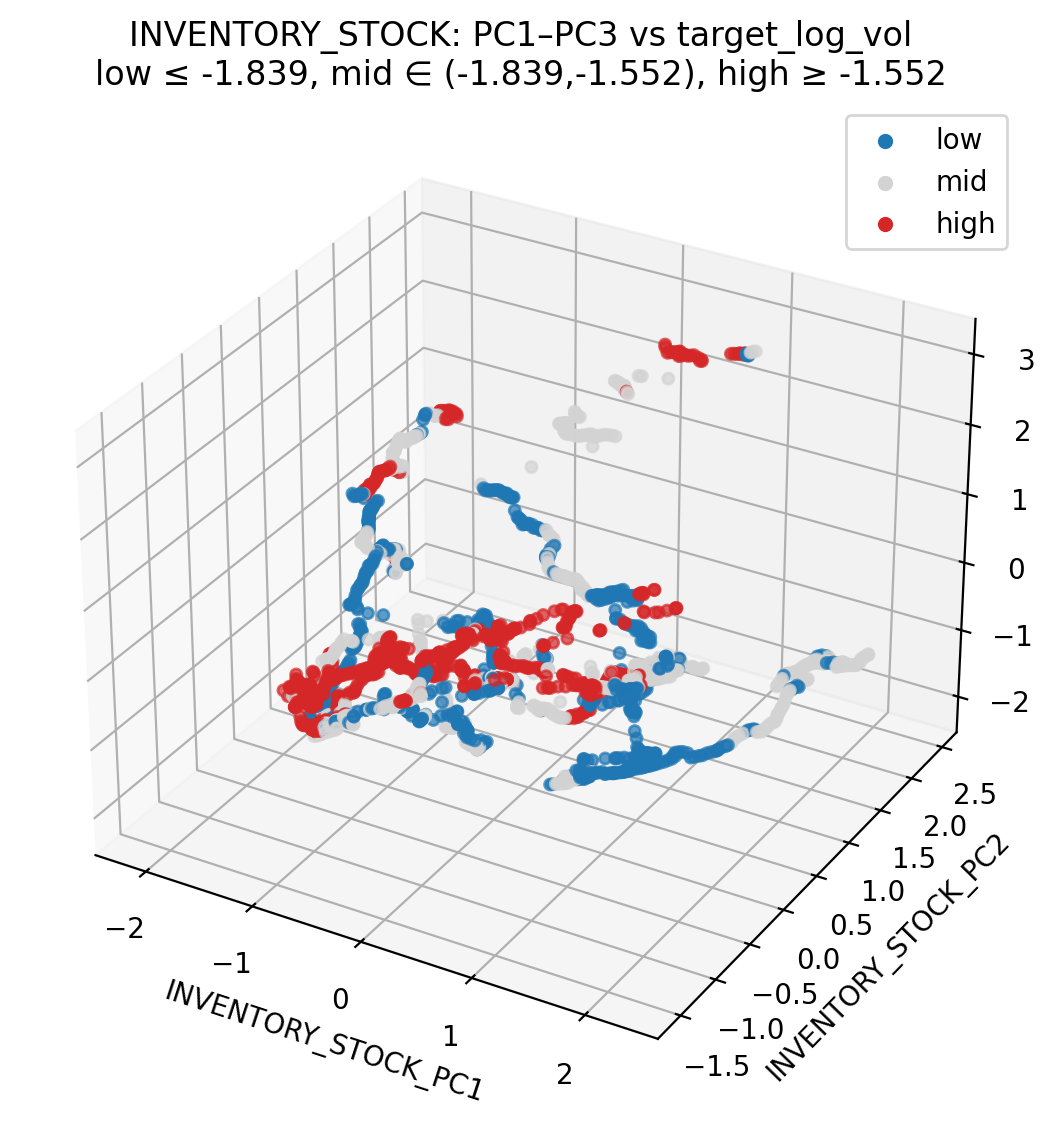 INVENTORY_STOCK: PC1–PC3 vs target_log_vol
low ≤ -1.839, mid ∈ (-1.839,-1.552), high ≥ -1.552
low
mid
high
3
2
1
0
−1
−2
2.5
2.0
1.5
1.0
0.5
0.0
−0.5
−1.0
−1.5
INVENTORY_STOCK_PC2
−2
−1
0
1
2
INVENTORY_STOCK_PC1